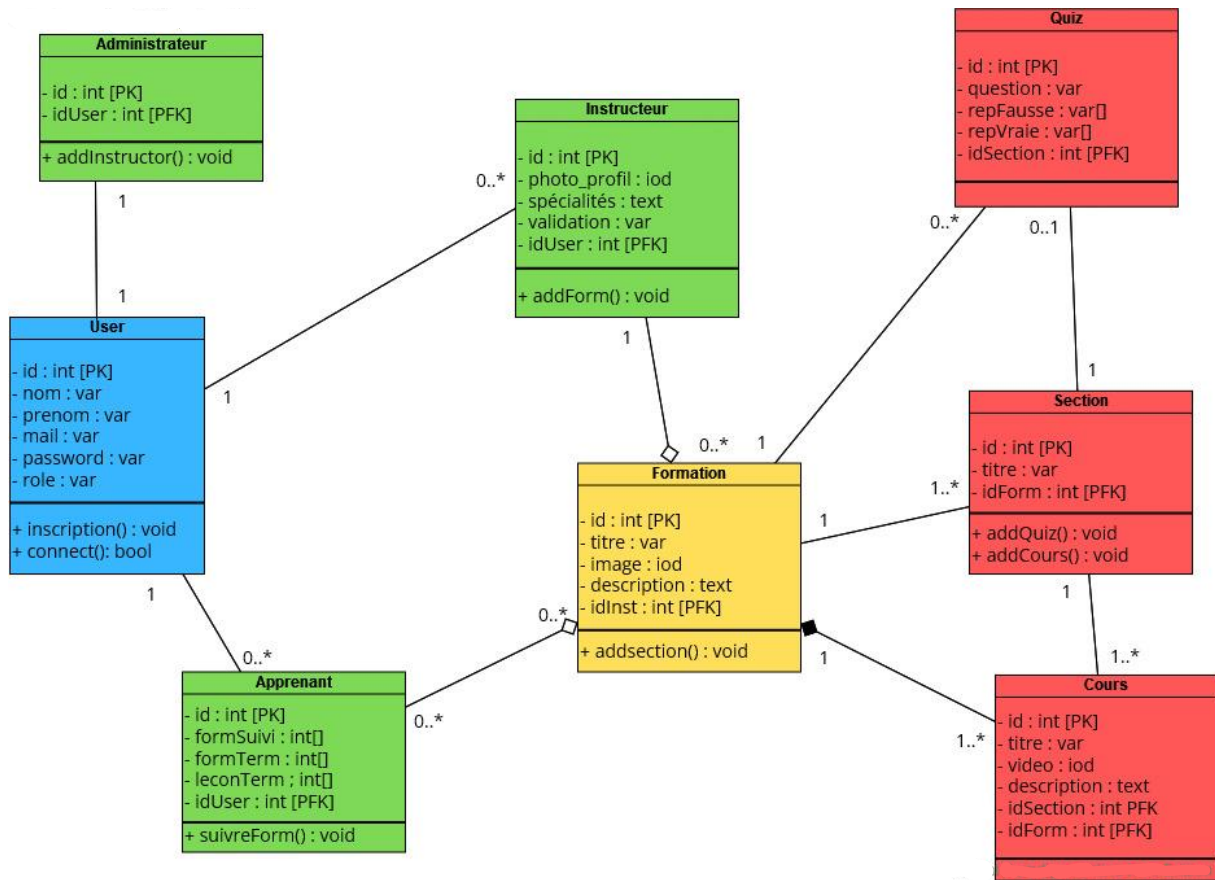 Administrateur
- id : int [PK]
- idUser : int [PFK]
+ addInstructor() : void
1
1
User
- id : int [PK]
- nom : var
- prenom : var
- mail : var
- password : var
- role : var
+ inscription() : void
+ connect(): bool
1
0..*
1
0..*
Instructeur
- id : int [PK]
- photo_profil : iod
- spécialités : text
- validation : var
- idUser : int [PFK]
+ addForm() : void
1
0..*
Apprenant
- id : int [PK]
- formSuivi : int[]
- formTerm : int[]
- leconTerm ; int[]
- idUser : int [PFK]
+ suivreForm() : void
0..*
0..*
Formation
- id : int [PK]
- titre : var
- image : iod
- description : text
- idInst : int [PFK]
+ addsection() : void
1
0..*
1
1..*
1
1..*
Quiz
- id : int [PK]
- question : var
- repFausse : var[]
- repVraie : var[]
- idSection : int [PFK]
0..1
1
Section
- id : int [PK]
- titre : var
- idForm : int [PFK]
+ addQuiz() : void
+ addCours() : void
1
1..*
Cours
- id : int [PK]
- titre : var
- video : iod
- description : text
- idSection : int PFK
- idForm : int [PFK]